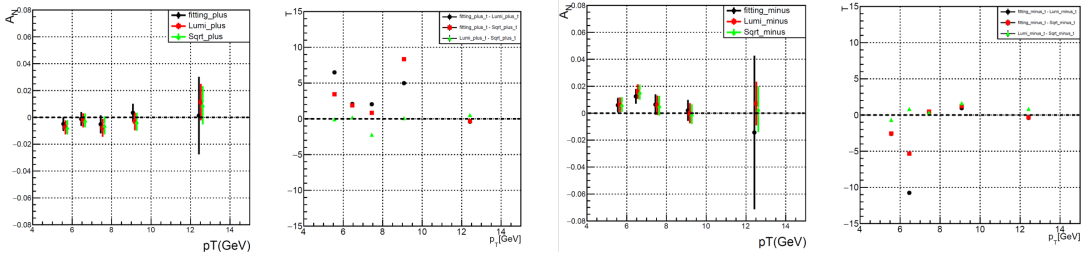 A_N
fitting_plus
Lumi_plus
Sqrt_plus
0.08
0.06
0.04
0.02
0
−0.02
−0.04
−0.06
−0.08
4 6 8 10 12 14
pT(GeV)
T
fitting_plus_t - Lumi_plus_t
fitting_plus_t - Sqrt_plus_t
Lumi_plus_t - Sqrt_plus_t
15
10
5
0
−5
−10
−15
4 6 8 10 12 14
p_T[GeV]
A_N
fitting_minus
Lumi_minus
Sqrt_minus
0.08
0.06
0.04
0.02
0
−0.02
−0.04
−0.06
−0.08
4 6 8 10 12 14
pT(GeV)
T
fitting_minus_t - Lumi_minus_t
fitting_minus_t - Sqrt_minus_t
Lumi_minus_t - Sqrt_minus_t
15
10
5
0
−5
−10
−15
4 6 8 10 12 14
p_T[GeV]